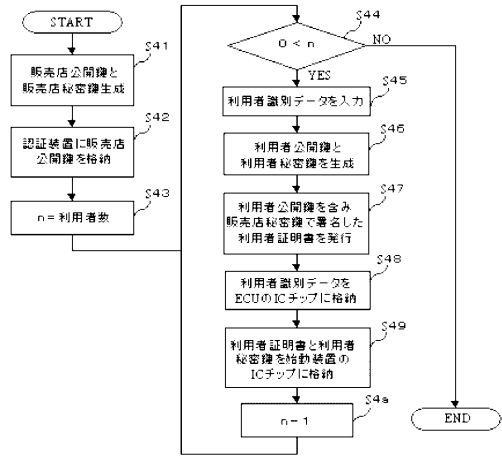 START
S41
販売店公開鍵と
販売店秘密鍵生成
S42
認証装置に販売店
公開鍵を格納
S43
n=利用者数
S44
0<n
NO
YES
S45
利用者識別データを入力
S46
利用者公開鍵と
利用者秘密鍵を生成
S47
利用者公開鍵を含み
販売店秘密鍵で署名した
利用者証明書を発行
S48
利用者識別データを
ECUのICチップに格納
S49
利用者証明書と利用者
秘密鍵を始動装置の
ICチップに格納
S4a
n-1
END